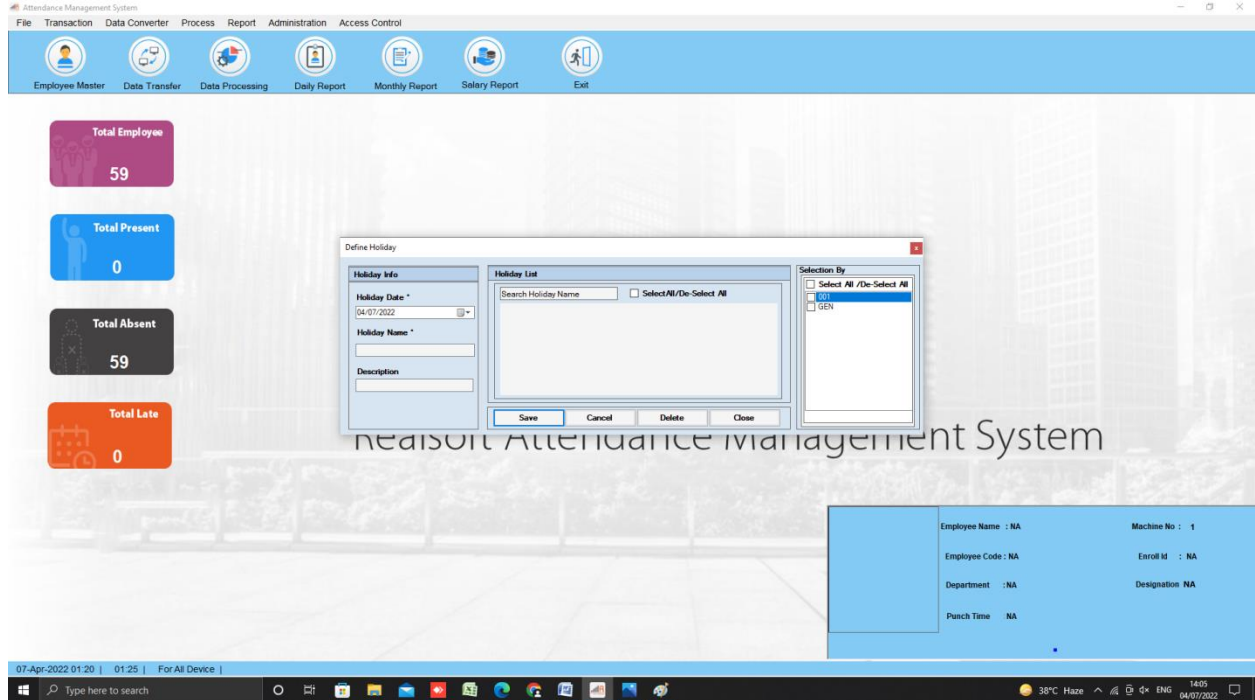 Attendance Management System
File Transaction Data Converter Process Report Administration Access Control
Employee Master Data Transfer Data Processing Daily Report Monthly Report Salary Report Exit
Total Employee
59
Total Present
0
Total Absent
59
Total Late
0
Define Holiday
Holiday Info
Holiday Date *
04/07/2022
Holiday Name *
Description
Holiday List
Search Holiday Name
SelectAll/De-Select All
Save Cancel Delete Close
Selection By
Select All /De-Select All
001
GEN
Realsoft Attendance Management System
Employee Name : NA Machine No : 1
Employee Code : NA Enroll Id : NA
Department :NA Designation NA
Punch Time NA
07-Apr-2022 01:20 | 01:25 | For All Device |
Type here to search
38°C Haze ENG
14:05
04/07/2022